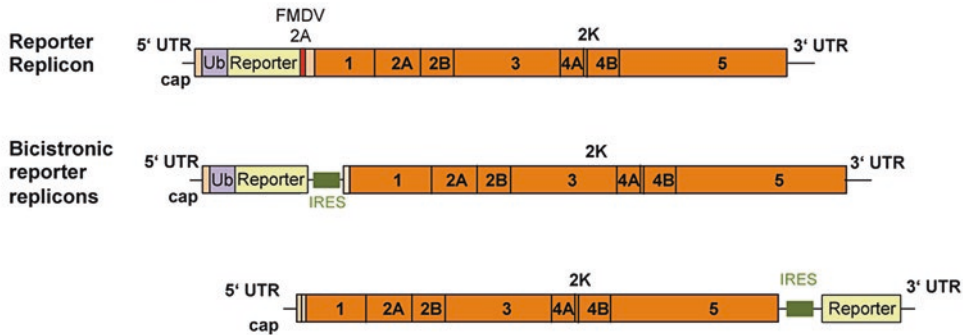 FMDV
2A
2K
Reporter
Replicon
5‘ UTR
3‘ UTR
cap
Ub Reporter 1 2A 2B 3 4A 4B 5
Bicistronic
reporter
replicons
2K
5‘ UTR
3‘ UTR
cap
Ub Reporter 1 2A 2B 3 4A 4B 5
IRES
2K
IRES
5‘ UTR
3‘ UTR
cap
1 2A 2B 3 4A 4B 5 Reporter